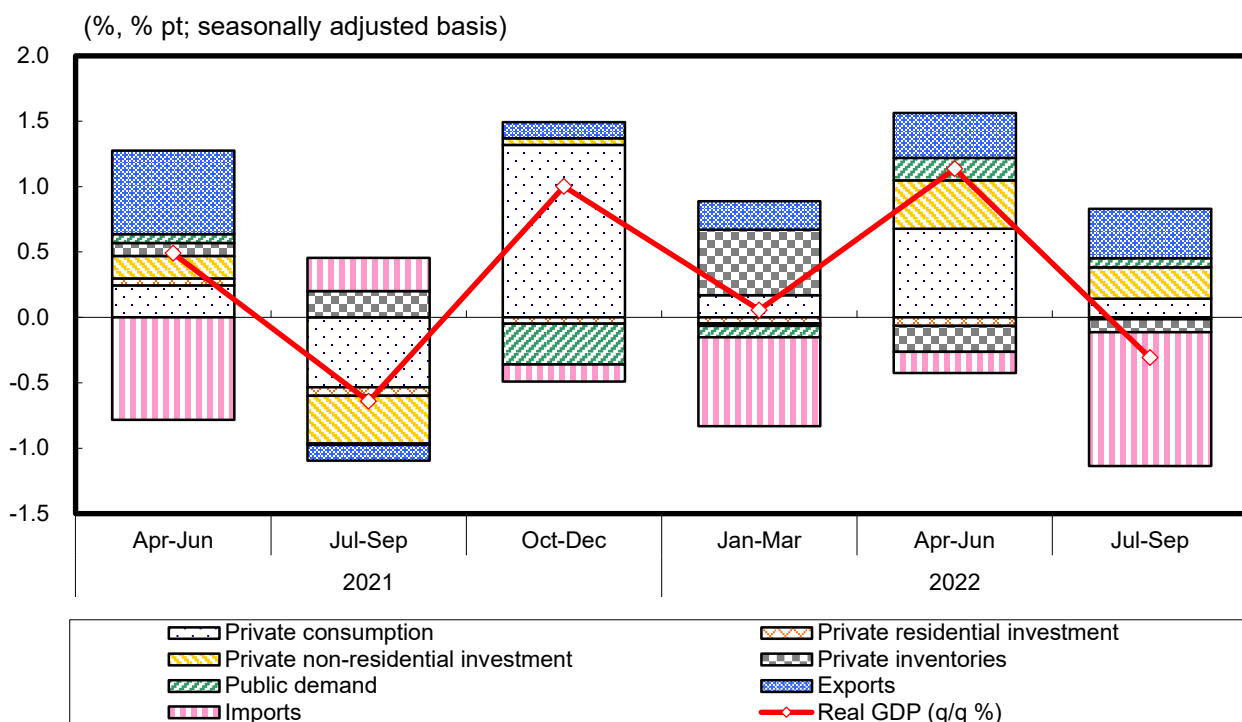 (%, % pt; seasonally adjusted basis)
2.0
1.5
1.0
0.5
0.0
-0.5
-1.0
-1.5
Apr-Jun Jul-Sep Oct-Dec Jan-Mar Apr-Jun Jul-Sep
2021 2022
Private consumption Private residential investment
Private non-residential investment Private inventories
Public demand Exports
Imports Real GDP (q/q %)